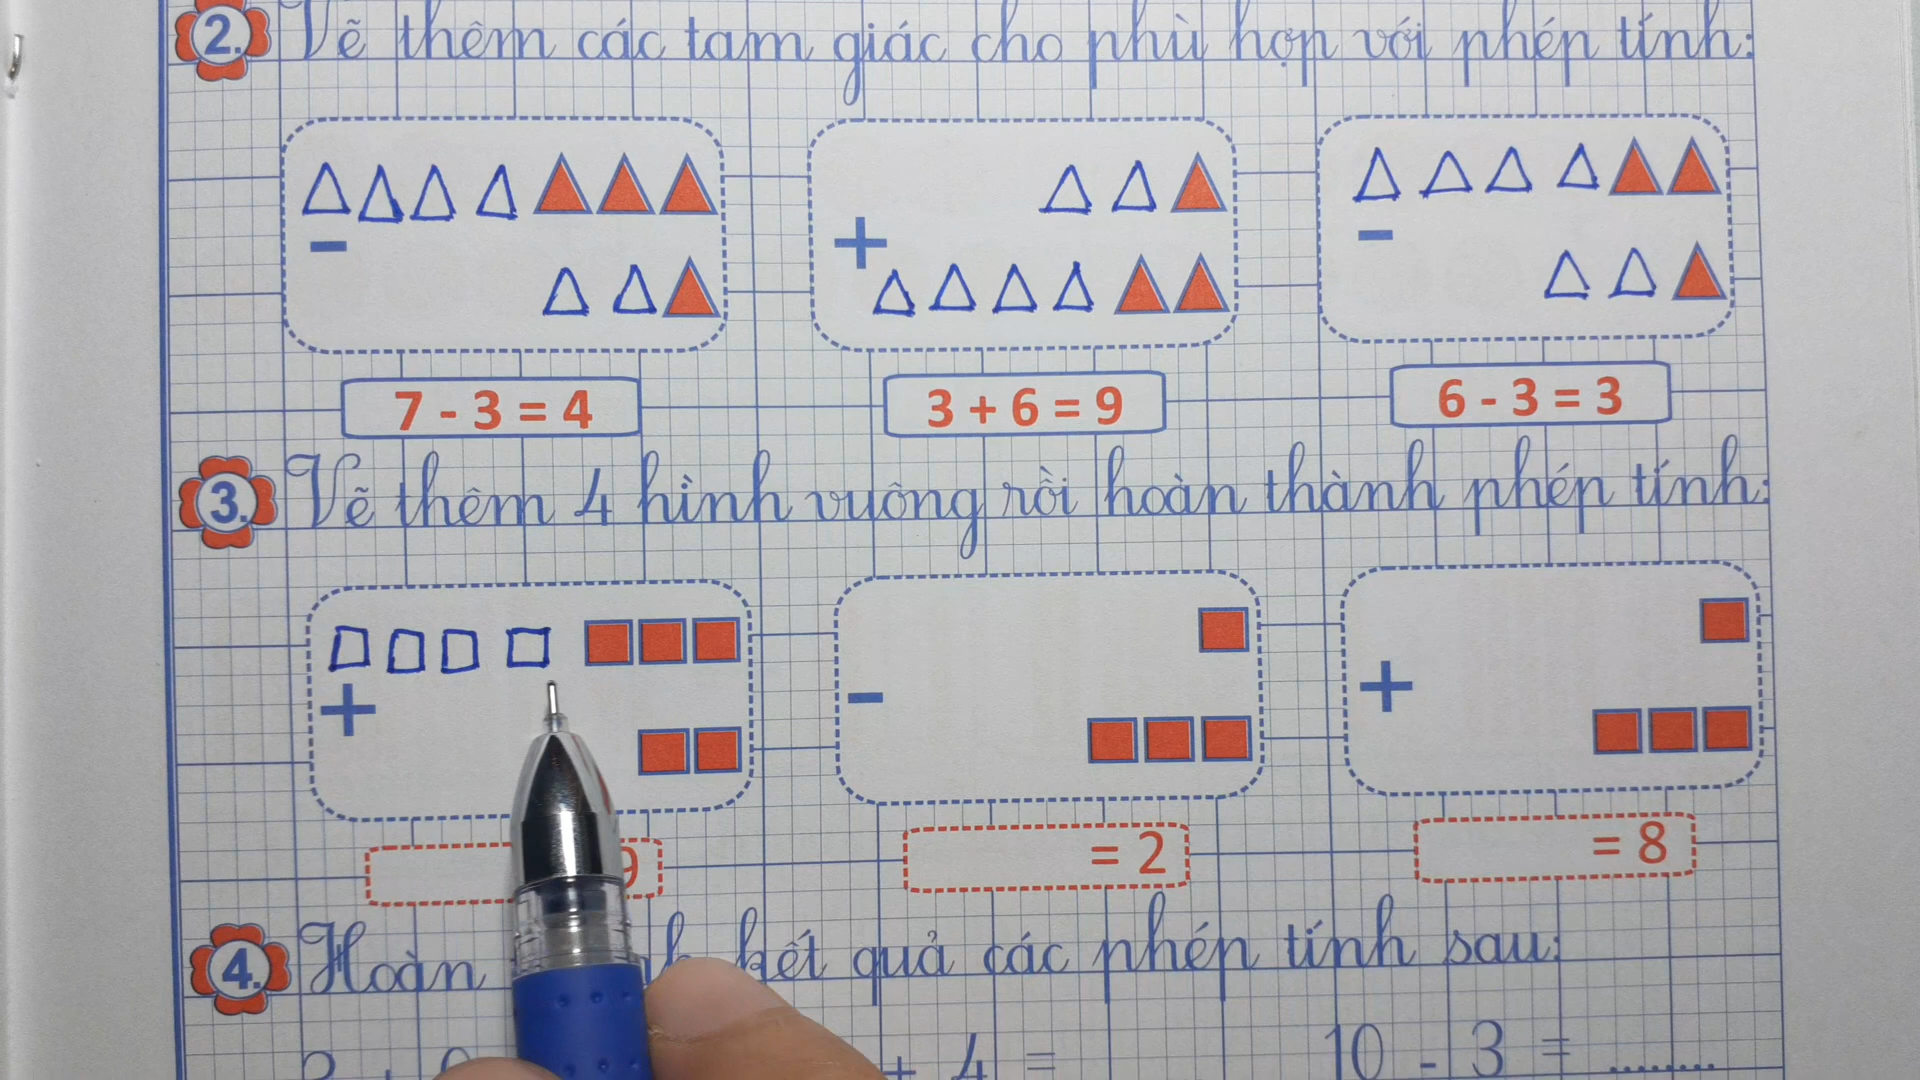 2. Vẽ thêm các tam giác cho phù hợp với phép tính:
-
+
-
7 - 3 = 4
3 + 6 = 9
6 - 3 = 3
3. Vẽ thêm 4 hình vuông rồi hoàn thành phép tính:
+
-
+
9
= 2
= 8
4. Hoàn kết quả các phép tính sau:
+ 4 =
10 - 3 = ........